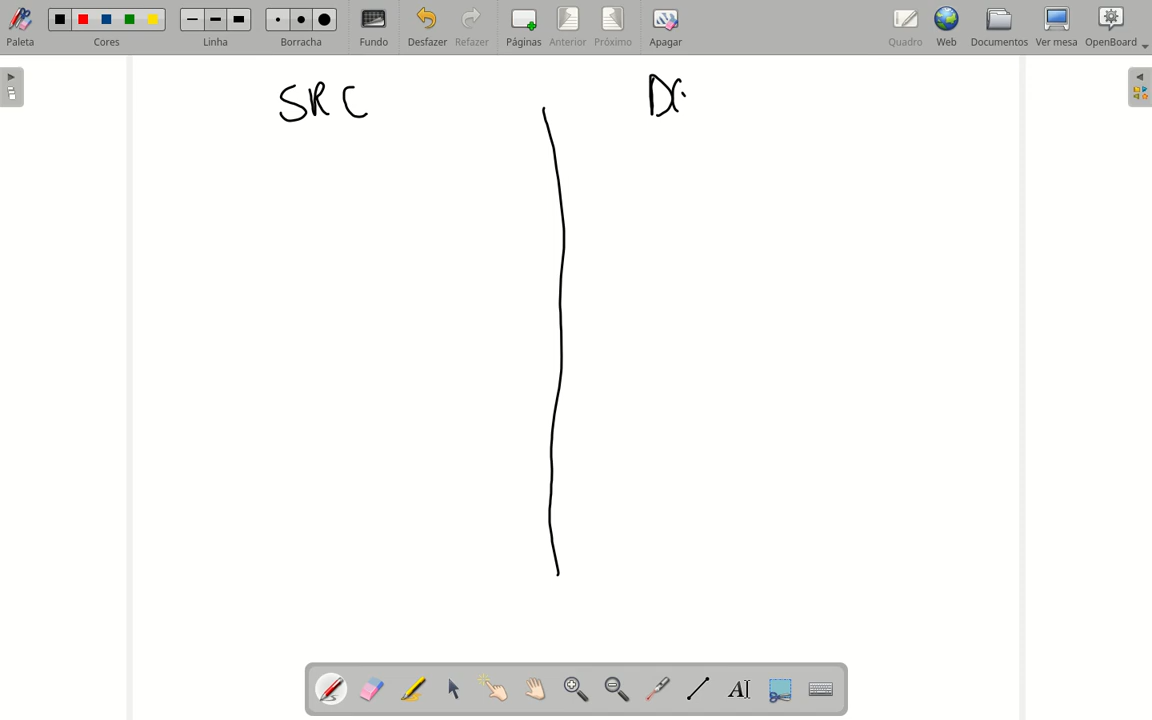 Paleta Cores Linha Borracha Fundo Desfazer Refazer Páginas Anterior Próximo Apagar Quadro Web Documentos Ver mesa OpenBoard
SRC